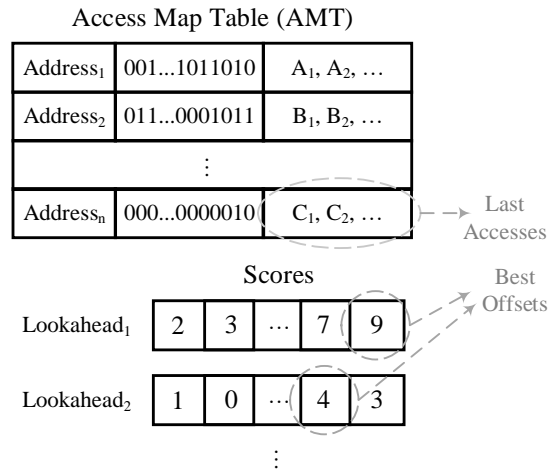 Access Map Table (AMT)
Address₁ 001...1011010 A₁, A₂, ...
Address₂ 011...0001011 B₁, B₂, ...
⋮
Addressₙ 000...0000010 C₁, C₂, ...
Last
Accesses
Scores
Best
Offsets
Lookahead₁ 2 3 ... 7 9
Lookahead₂ 1 0 ... 4 3
⋮